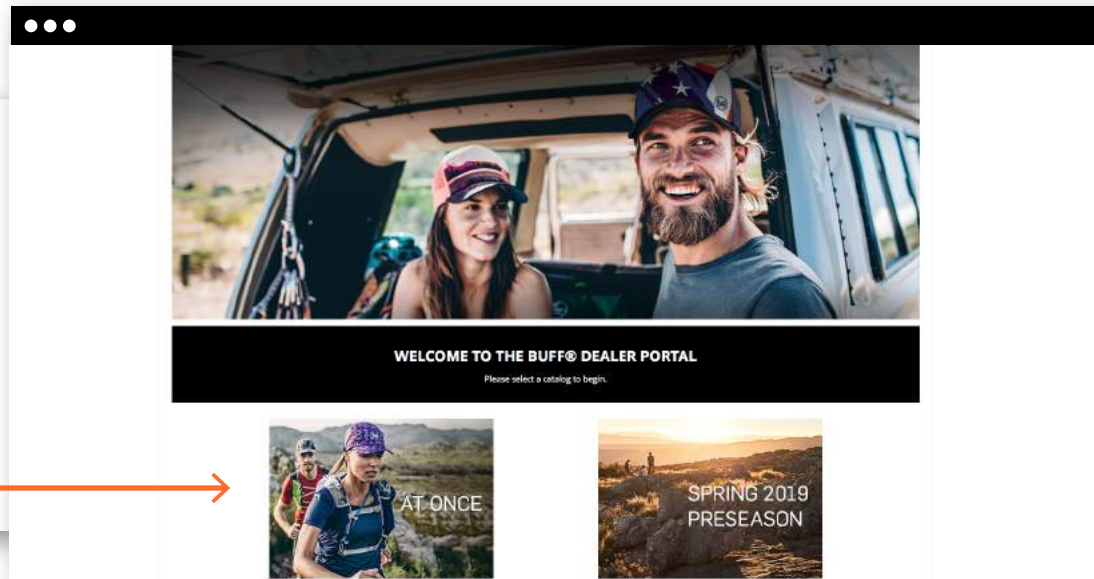 WELCOME TO THE BUFF® DEALER PORTAL
Please select a catalog to begin.
AT ONCE
SPRING 2019
PRESEASON